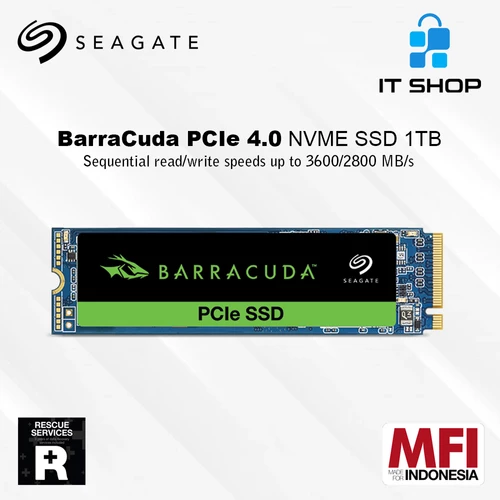 SEAGATE
IT SHOP
BarraCuda PCIe 4.0 NVME SSD 1TB
Sequential read/write speeds up to 3600/2800 MB/s
BARRACUDA™
SEAGATE
PCIe SSD
RESCUE
SERVICES
R
MFI
MADE
FOR INDONESIA